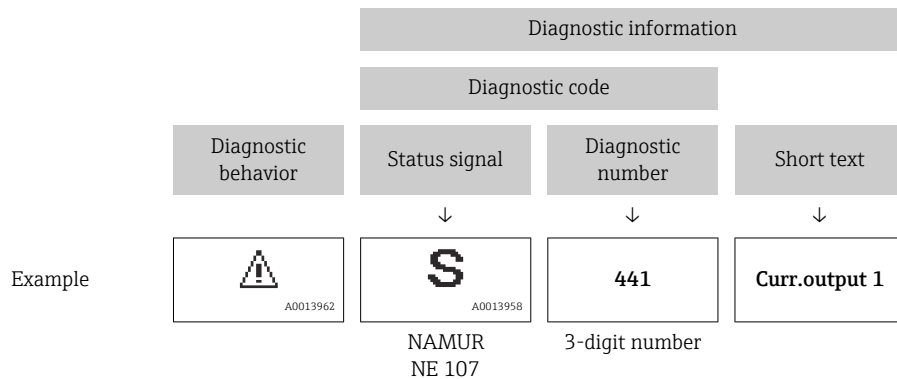 Diagnostic information
Diagnostic code
Diagnostic
behavior
Status signal
Diagnostic
number
Short text
↓ ↓ ↓
Example
A0013962
S
A0013958
441
Curr.output 1
NAMUR
NE 107
3-digit number